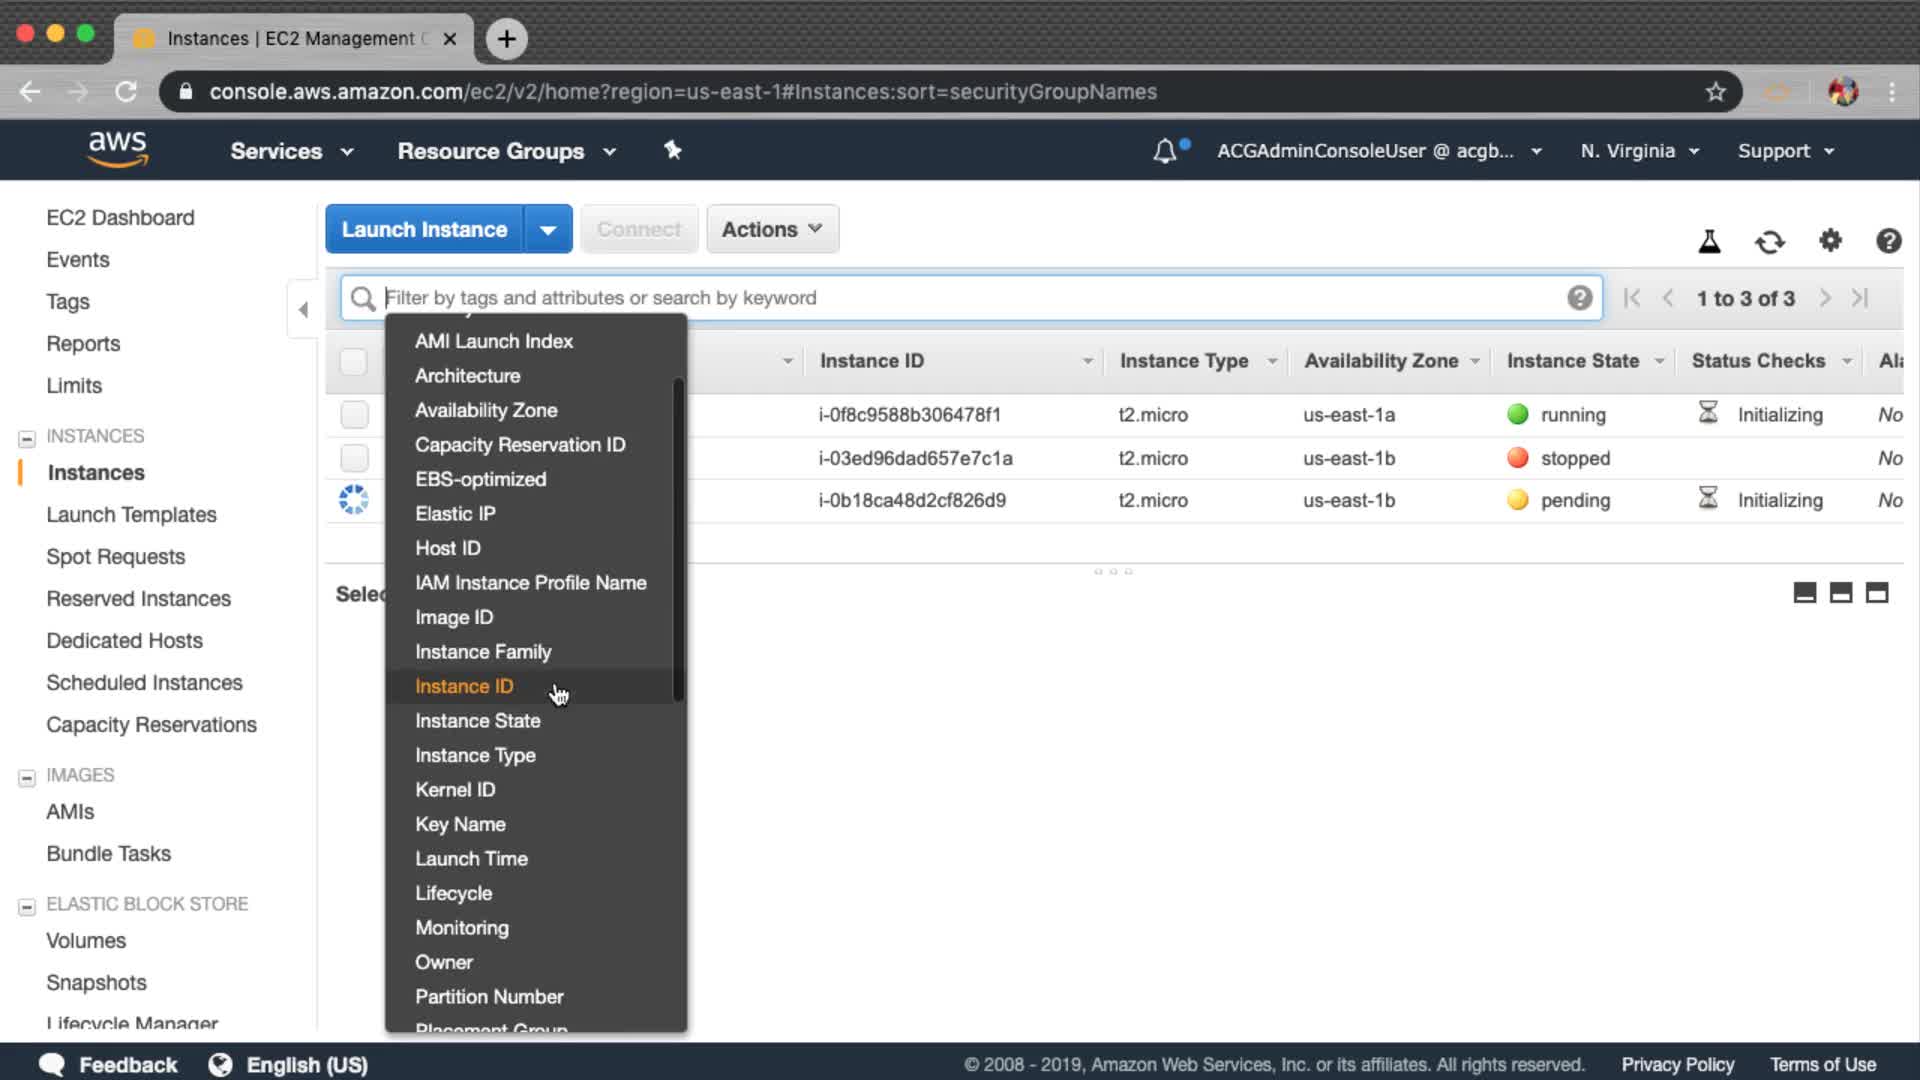 Instances | EC2 Management C
console.aws.amazon.com/ec2/v2/home?region=us-east-1#Instances:sort=securityGroupNames
aws
Services
Resource Groups
ACGAdminConsoleUser @ acgb...
N. Virginia
Support
EC2 Dashboard
Events
Tags
Reports
Limits
INSTANCES
Instances
Launch Templates
Spot Requests
Reserved Instances
Dedicated Hosts
Scheduled Instances
Capacity Reservations
IMAGES
AMIs
Bundle Tasks
ELASTIC BLOCK STORE
Volumes
Snapshots
Lifecycle Manager
Launch Instance
Connect
Actions
Filter by tags and attributes or search by keyword
1 to 3 of 3
AMI Launch Index
Architecture
Availability Zone
Capacity Reservation ID
EBS-optimized
Elastic IP
Host ID
IAM Instance Profile Name
Image ID
Instance Family
Instance ID
Instance State
Instance Type
Kernel ID
Key Name
Launch Time
Lifecycle
Monitoring
Owner
Partition Number
Placement Group
Instance ID Instance Type Availability Zone Instance State Status Checks Ala
i-0f8c9588b306478f1 t2.micro us-east-1a running Initializing No
i-03ed96dad657e7c1a t2.micro us-east-1b stopped No
i-0b18ca48d2cf826d9 t2.micro us-east-1b pending Initializing No
Selec
Feedback
English (US)
© 2008 - 2019, Amazon Web Services, Inc. or its affiliates. All rights reserved.
Privacy Policy
Terms of Use